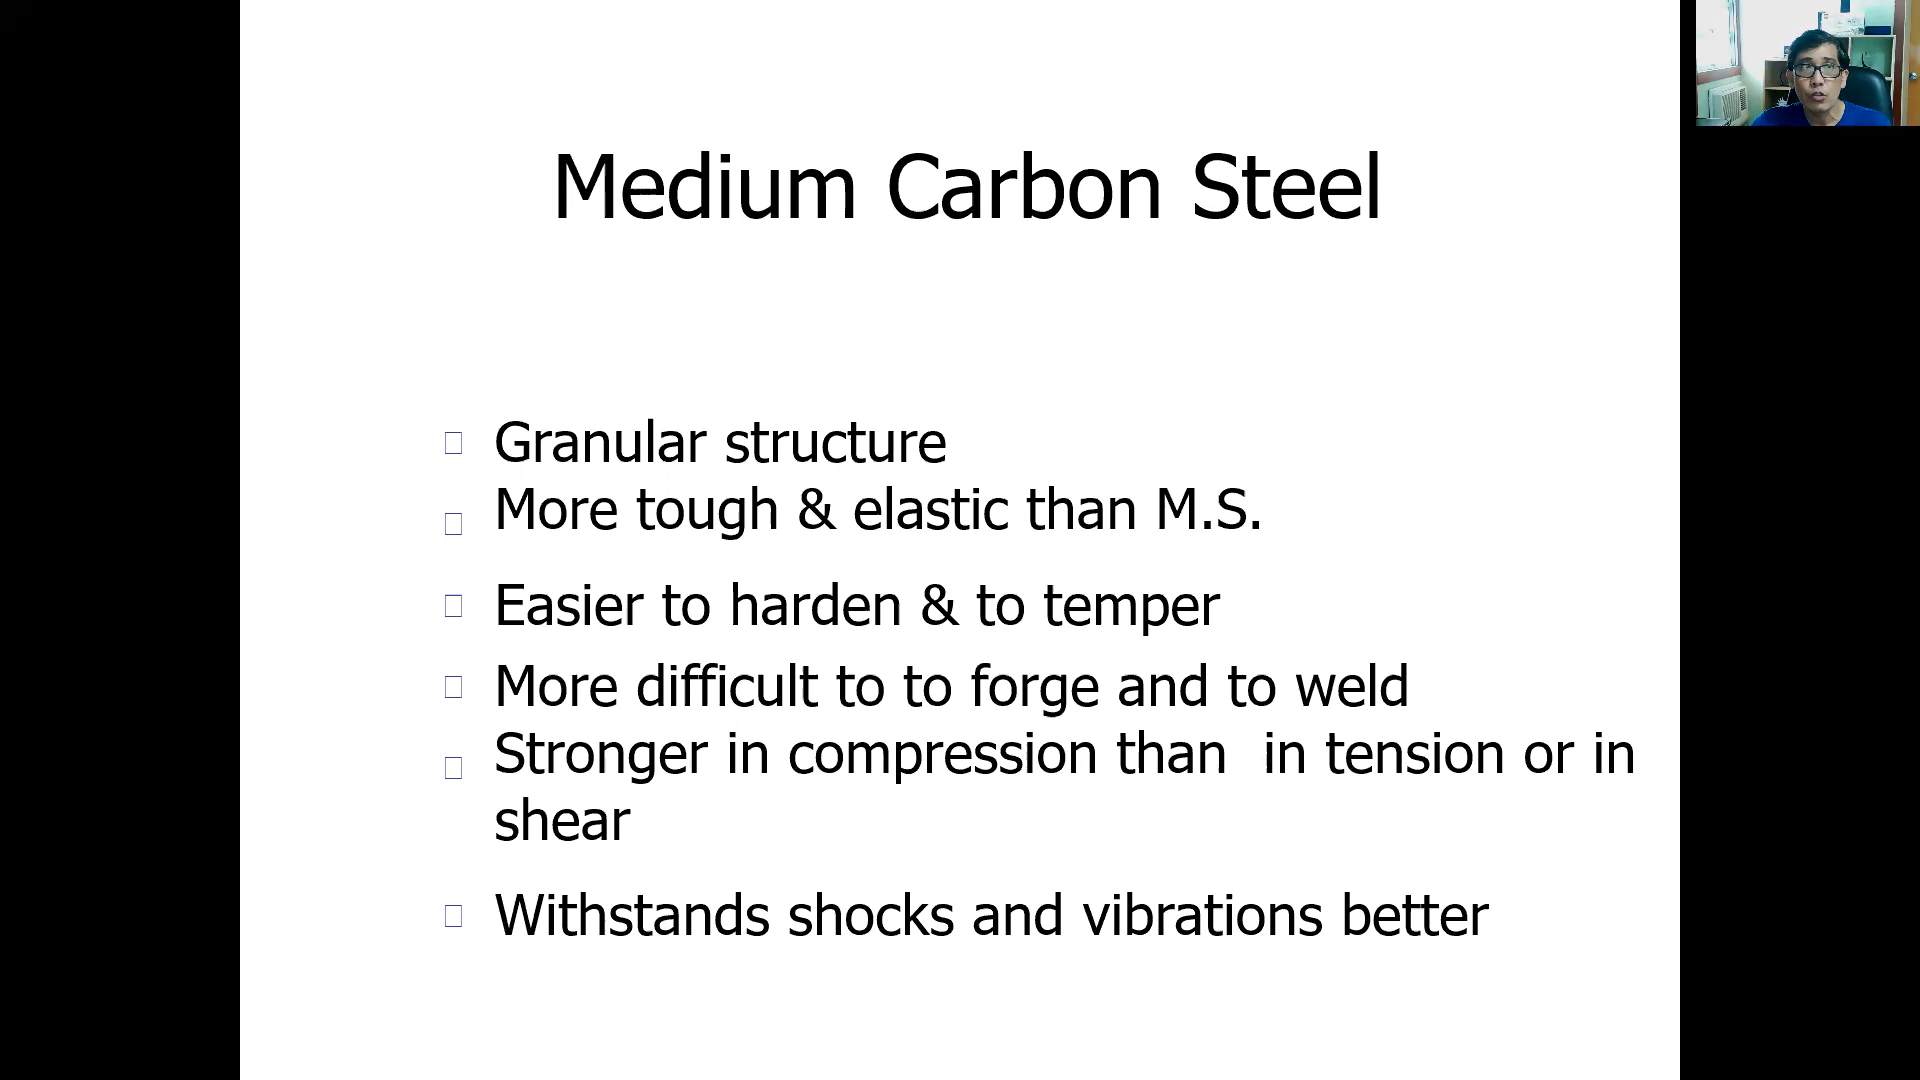 Medium Carbon Steel
Granular structure
More tough & elastic than M.S.
Easier to harden & to temper
More difficult to to forge and to weld
Stronger in compression than  in tension or in
shear
Withstands shocks and vibrations better